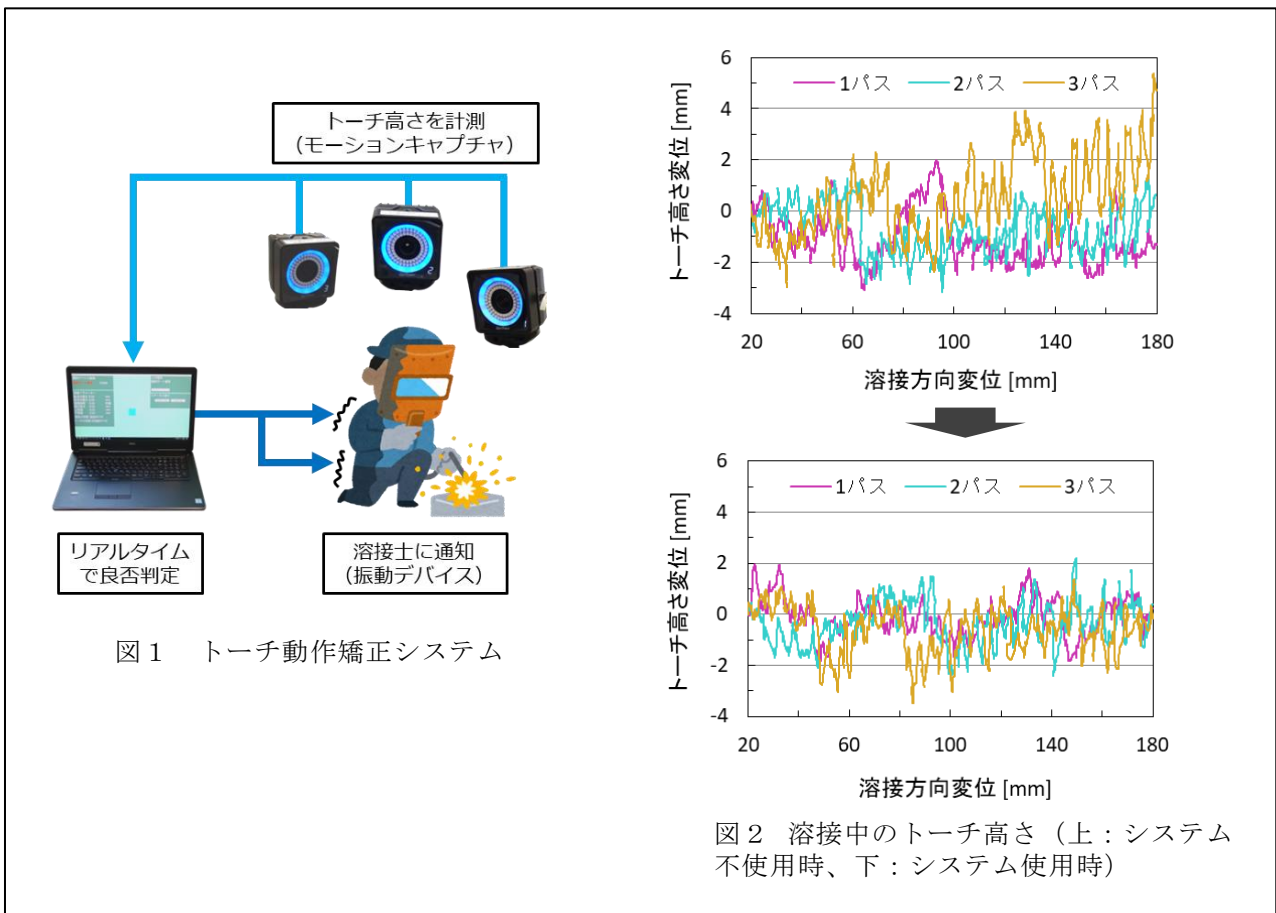 トーチ高さを計測
(モーションキャプチャ)
リアルタイム
で良否判定
溶接士に通知
(振動デバイス)
図1 トーチ動作矯正システム
トーチ高さ変位 [mm]
6
4
2
0
-2
-4
1パス 2パス 3パス
20 60 100 140 180
溶接方向変位 [mm]
トーチ高さ変位 [mm]
6
4
2
0
-2
-4
1パス 2パス 3パス
20 60 100 140 180
溶接方向変位 [mm]
図2 溶接中のトーチ高さ(上:システム
不使用時、下:システム使用時)